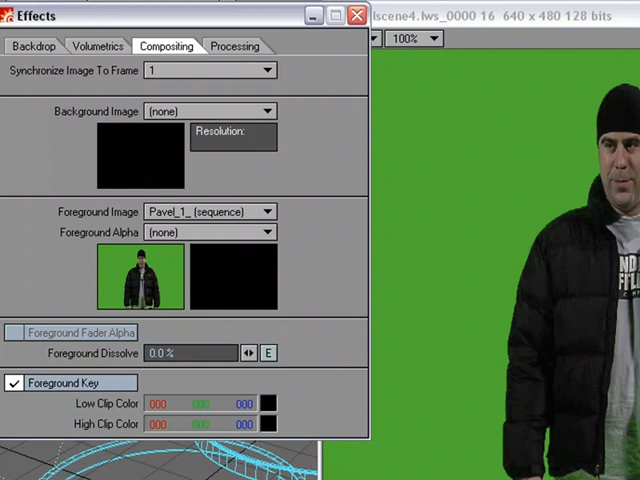 Effects
lscene4.lws_0000 16 640 x 480 128 bits
100%
Backdrop Volumetrics Compositing Processing
Synchronize Image To Frame 1
Background Image (none)
Resolution:
Foreground Image Pavel_1_ (sequence)
Foreground Alpha (none)
Foreground Fader Alpha
Foreground Dissolve 0.0 % E
Foreground Key
Low Clip Color 000 000 000
High Clip Color 000 000 000